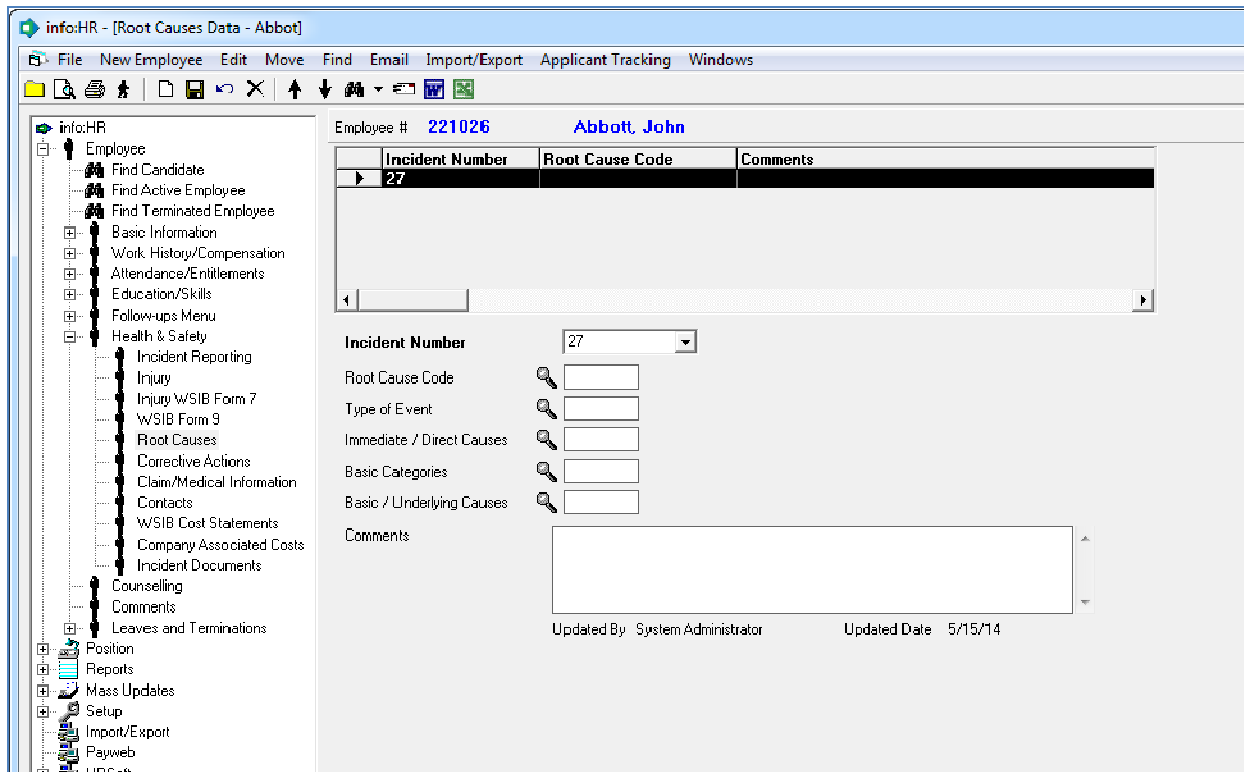 info:HR - [Root Causes Data - Abbot]
File New Employee Edit Move Find Email Import/Export Applicant Tracking Windows
info:HR
Employee
Find Candidate
Find Active Employee
Find Terminated Employee
Basic Information
Work History/Compensation
Attendance/Entitlements
Education/Skills
Follow-ups Menu
Health & Safety
Incident Reporting
Injury
Injury WSIB Form 7
WSIB Form 9
Root Causes
Corrective Actions
Claim/Medical Information
Contacts
WSIB Cost Statements
Company Associated Costs
Incident Documents
Counselling
Comments
Leaves and Terminations
Position
Reports
Mass Updates
Setup
Import/Export
Payweb
Employee # 221026 Abbott, John
Incident Number Root Cause Code Comments
27
Incident Number 27
Root Cause Code
Type of Event
Immediate / Direct Causes
Basic Categories
Basic / Underlying Causes
Comments
Updated By System Administrator Updated Date 5/15/14